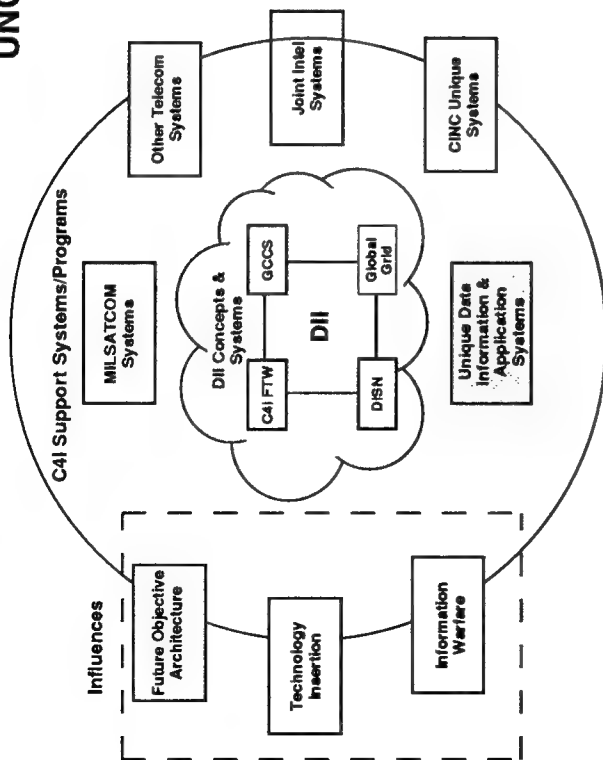 UNC
C4I Support Systems/Programs
Influences
Future Objective
Architecture
Technology
Insertion
Information
Warfare
MILSATCOM
Systems
Other Telecom
Systems
Joint Intel
Systems
CINC Unique
Systems
Unique Data
Information &
Application
Systems
DII Concepts &
Systems
C4I FTW
GCCS
DII
DISN
Global
Grid